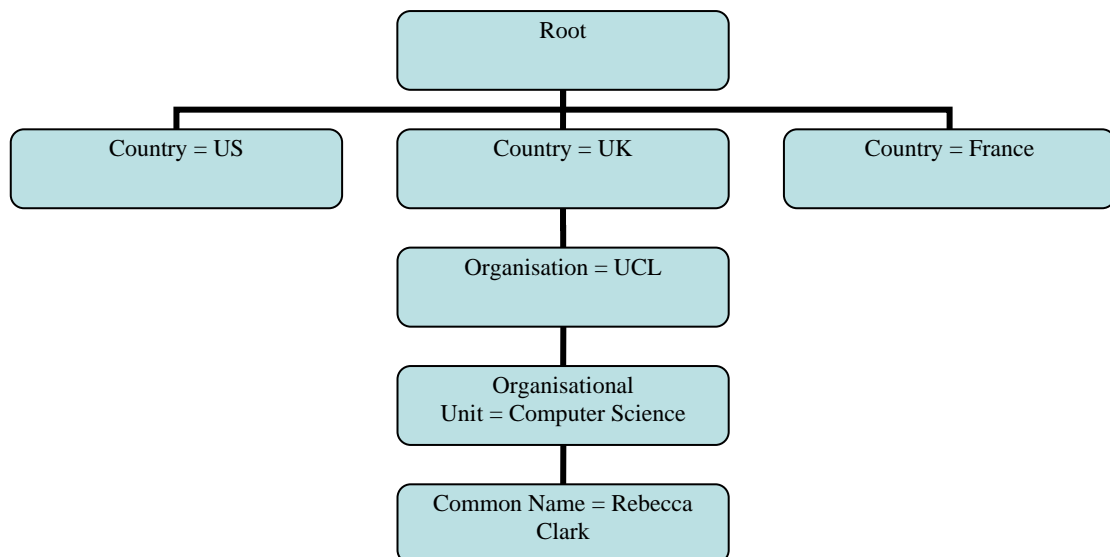 Root
Country = US
Country = UK
Country = France
Organisation = UCL
Organisational
Unit = Computer Science
Common Name = Rebecca
Clark